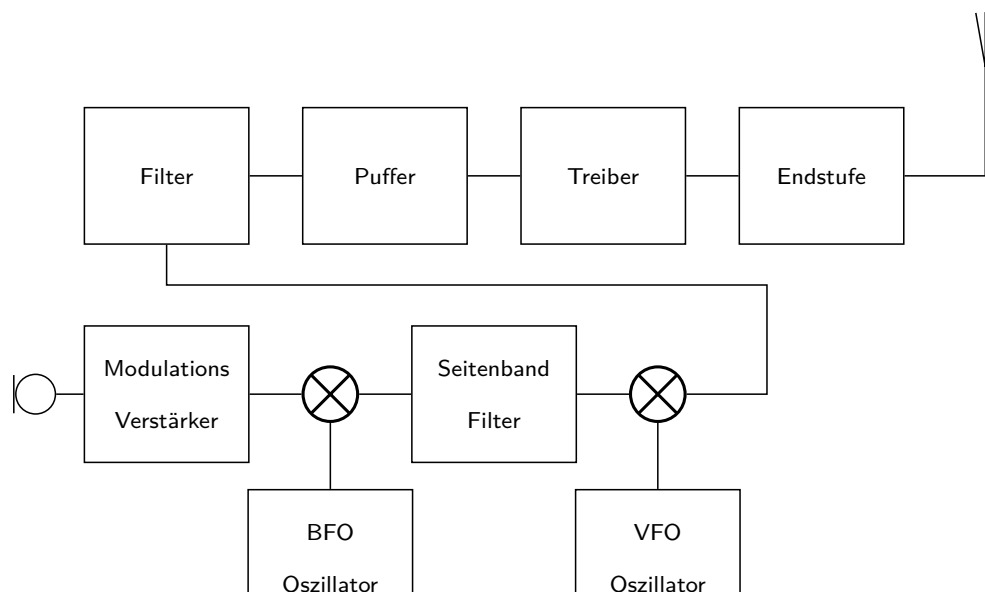 Filter
Puffer
Treiber
Endstufe
Modulations
Verstärker
Seitenband
Filter
BFO
Oszillator
VFO
Oszillator